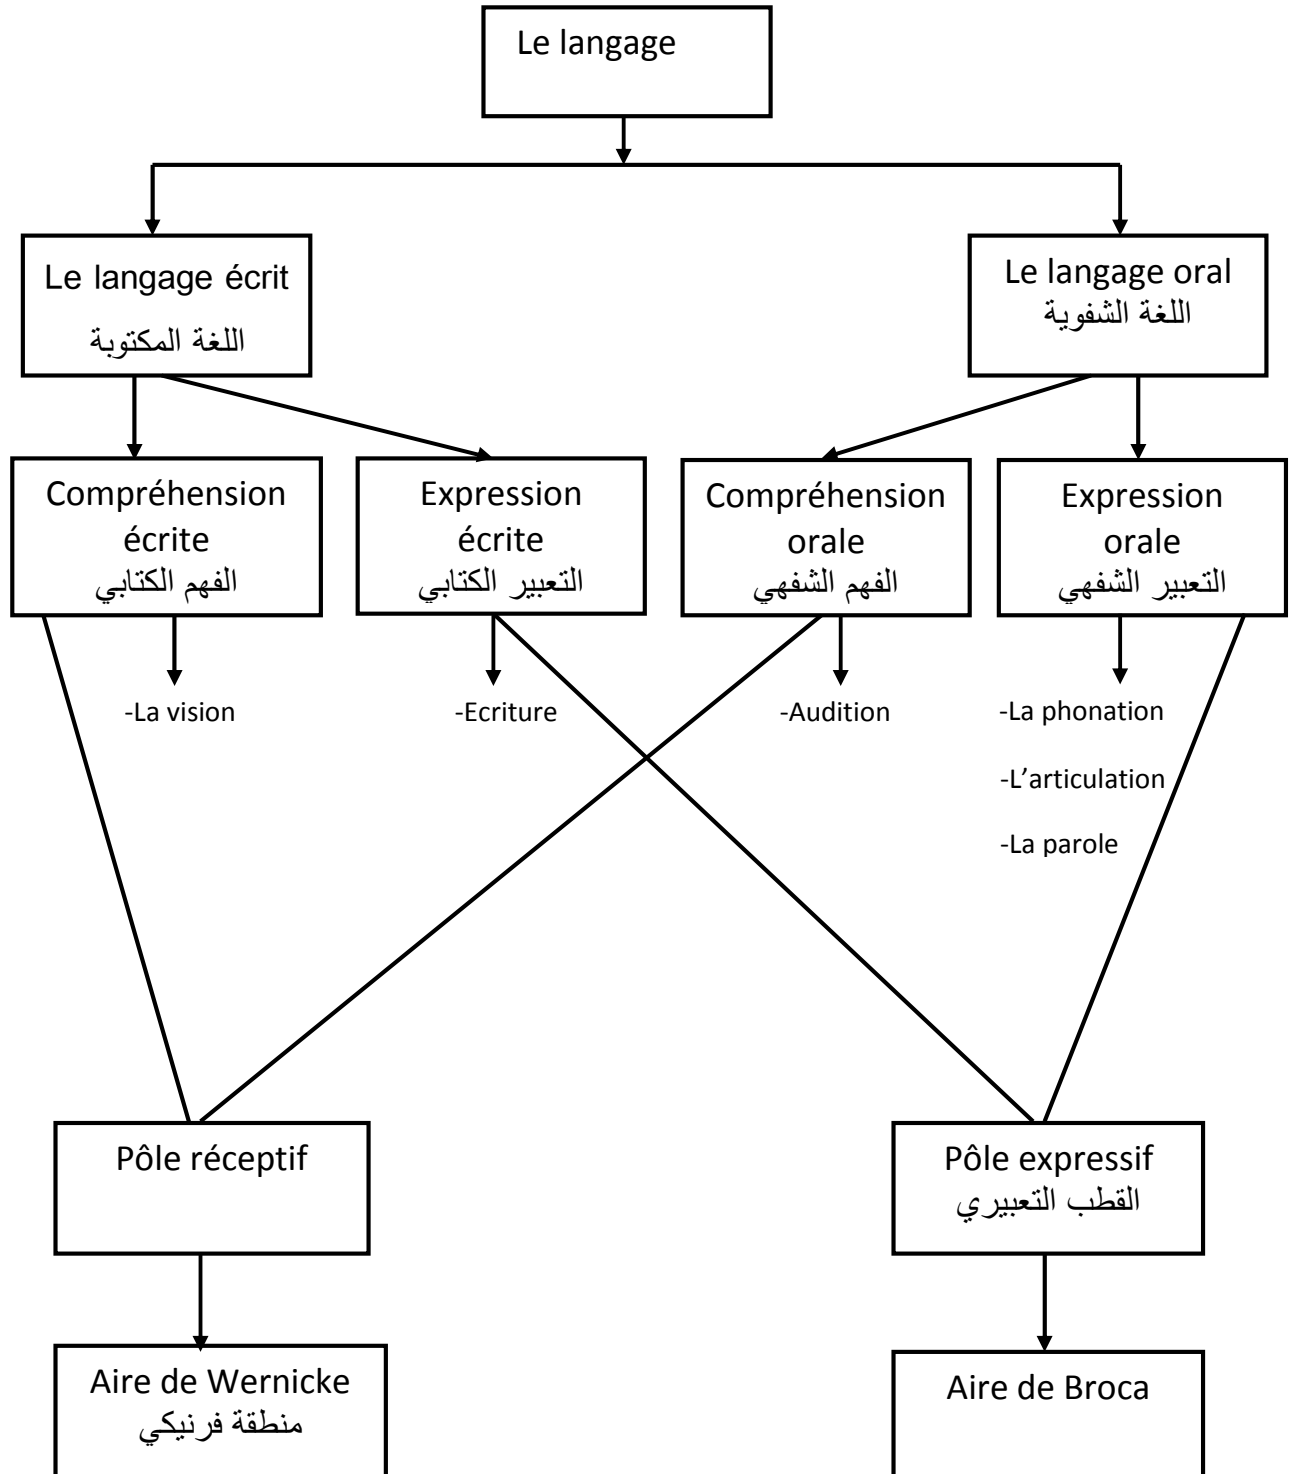 Le langage
Le langage écrit
اللغة المكتوبة
Le langage oral
اللغة الشفوية
Compréhension
écrite
الفهم الكتابي
Expression
écrite
التعبير الكتابي
Compréhension
orale
الفهم الشفهي
Expression
orale
التعبير الشفهي
-La vision
-Ecriture
-Audition
-La phonation
-L’articulation
-La parole
Pôle réceptif
Pôle expressif
القطب التعبيري
Aire de Wernicke
منطقة فرنيكي
Aire de Broca